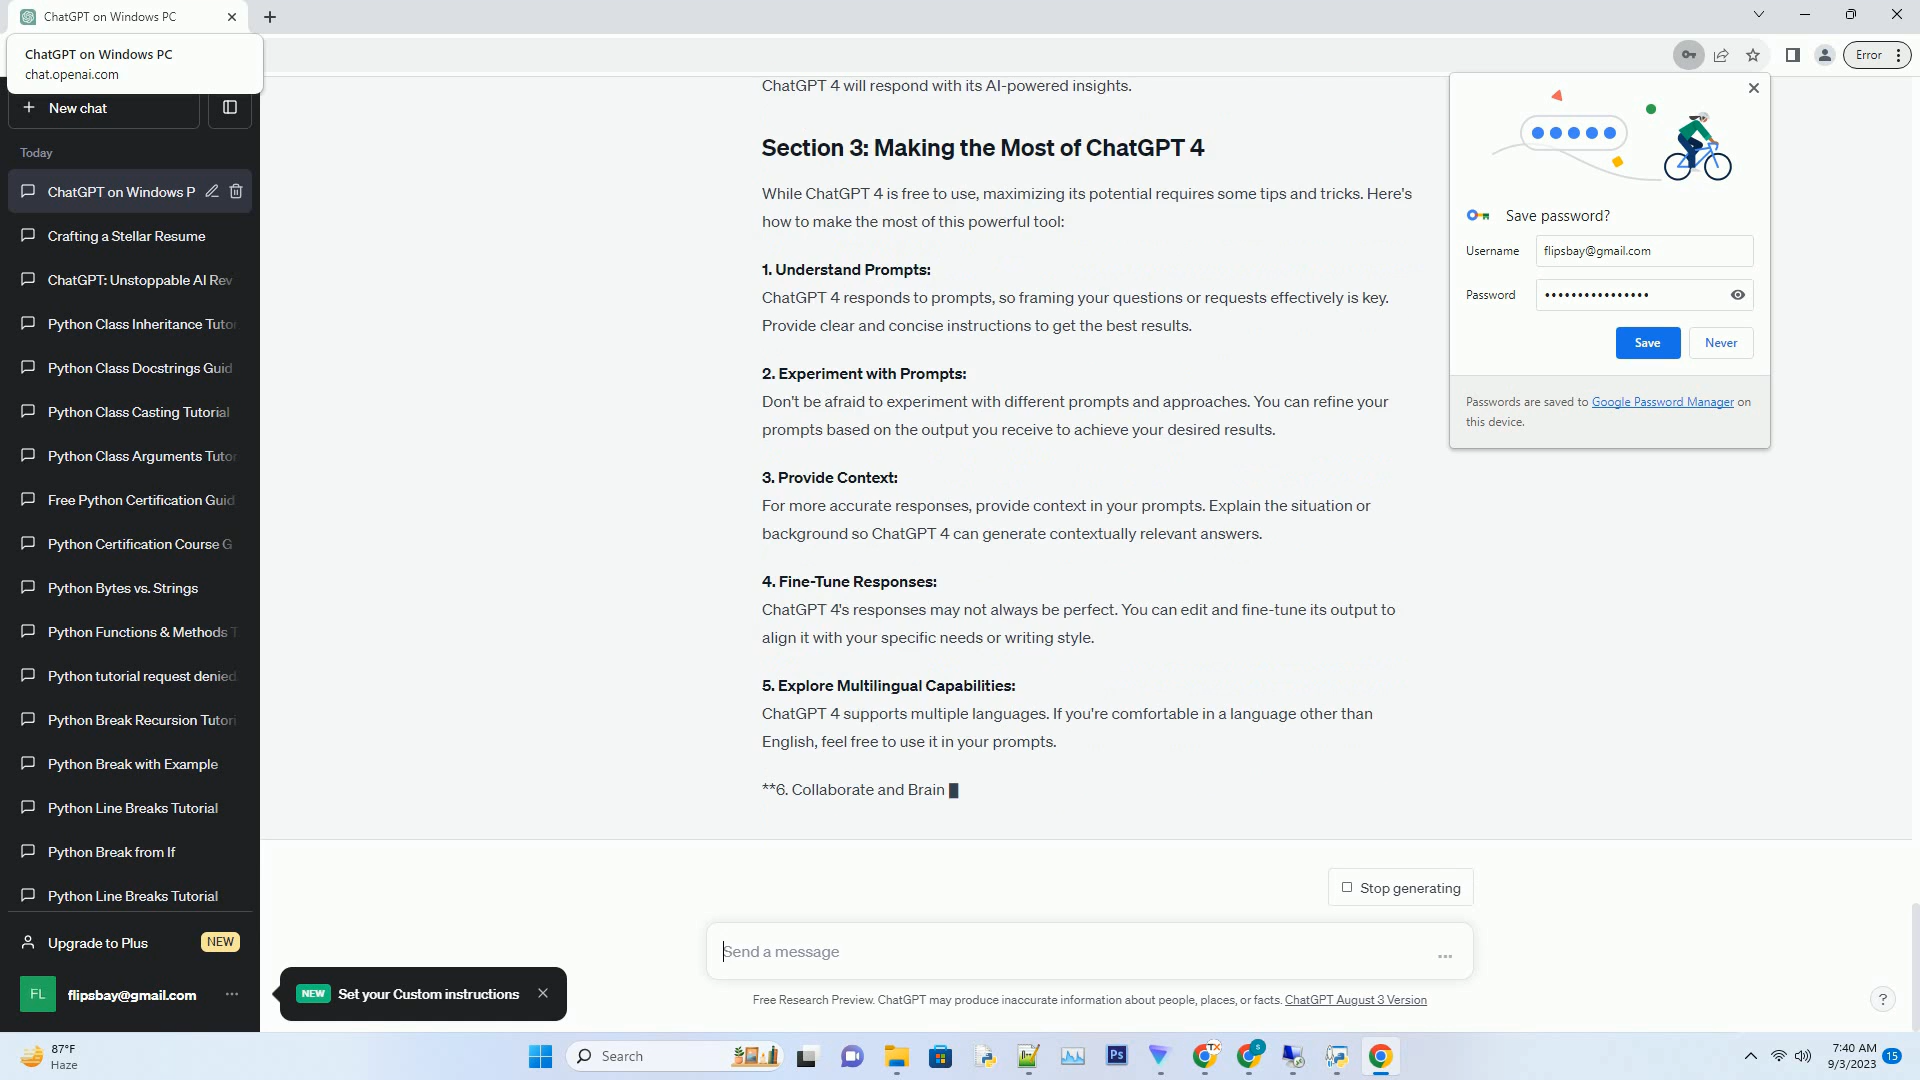 ChatGPT on Windows PC
ChatGPT on Windows PC
chat.openai.com
Error
New chat
Today
ChatGPT on Windows P
Crafting a Stellar Resume
ChatGPT: Unstoppable AI Rev
Python Class Inheritance Tutor
Python Class Docstrings Guid
Python Class Casting Tutorial
Python Class Arguments Tutor
Free Python Certification Guid
Python Certification Course G
Python Bytes vs. Strings
Python Functions & Methods T
Python tutorial request denied
Python Break Recursion Tutori
Python Break with Example
Python Line Breaks Tutorial
Python Break from If
Python Line Breaks Tutorial
Upgrade to Plus
NEW
FL
flipsbay@gmail.com
NEW Set your Custom instructions
ChatGPT 4 will respond with its AI-powered insights.
Section 3: Making the Most of ChatGPT 4
While ChatGPT 4 is free to use, maximizing its potential requires some tips and tricks. Here's
how to make the most of this powerful tool:
1. Understand Prompts:
ChatGPT 4 responds to prompts, so framing your questions or requests effectively is key.
Provide clear and concise instructions to get the best results.
2. Experiment with Prompts:
Don't be afraid to experiment with different prompts and approaches. You can refine your
prompts based on the output you receive to achieve your desired results.
3. Provide Context:
For more accurate responses, provide context in your prompts. Explain the situation or
background so ChatGPT 4 can generate contextually relevant answers.
4. Fine-Tune Responses:
ChatGPT 4's responses may not always be perfect. You can edit and fine-tune its output to
align it with your specific needs or writing style.
5. Explore Multilingual Capabilities:
ChatGPT 4 supports multiple languages. If you're comfortable in a language other than
English, feel free to use it in your prompts.
**6. Collaborate and Brain
Stop generating
Send a message
Free Research Preview. ChatGPT may produce inaccurate information about people, places, or facts. ChatGPT August 3 Version
?
Save password?
Username
flipsbay@gmail.com
Password
••••••••••••••••
Save
Never
Passwords are saved to Google Password Manager on
this device.
87°F
Haze
Search
Ps
TX
S
7:40 AM
9/3/2023
15